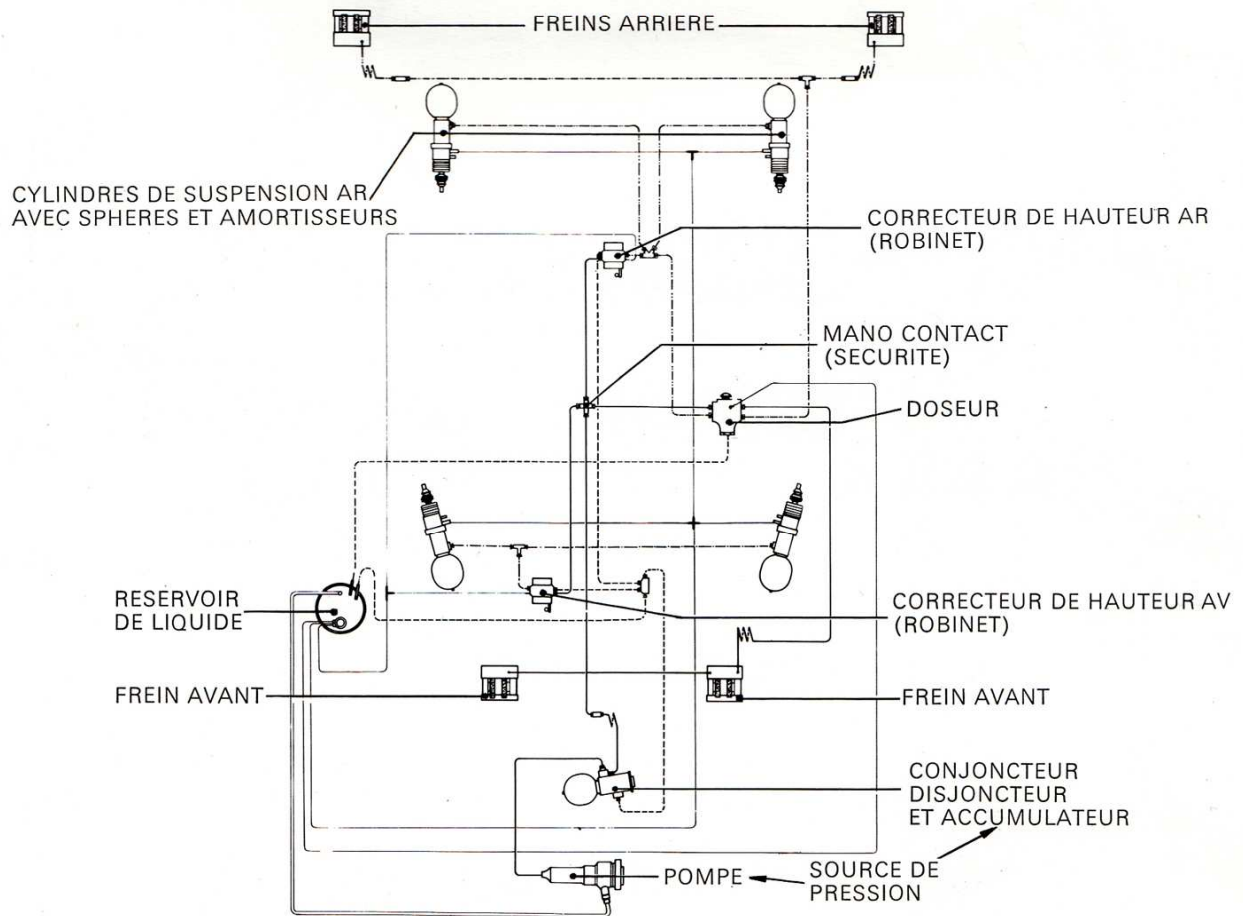 FREINS ARRIERE
CYLINDRES DE SUSPENSION AR
AVEC SPHERES ET AMORTISSEURS
CORRECTEUR DE HAUTEUR AR
(ROBINET)
MANO CONTACT
(SECURITE)
DOSEUR
RESERVOIR
DE LIQUIDE
CORRECTEUR DE HAUTEUR AV
(ROBINET)
FREIN AVANT
FREIN AVANT
CONJONCTEUR
DISJONCTEUR
ET ACCUMULATEUR
POMPE
SOURCE DE
PRESSION